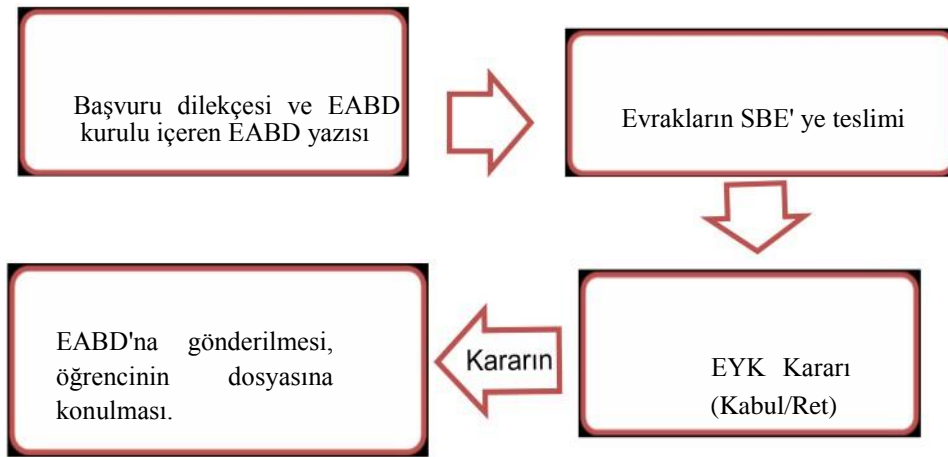 Başvuru dilekçesi ve EABD
kurulu içeren EABD yazısı
Evrakların SBE' ye teslimi
EYK Kararı
(Kabul/Ret)
Kararın
EABD'na gönderilmesi,
öğrencinin dosyasına
konulması.